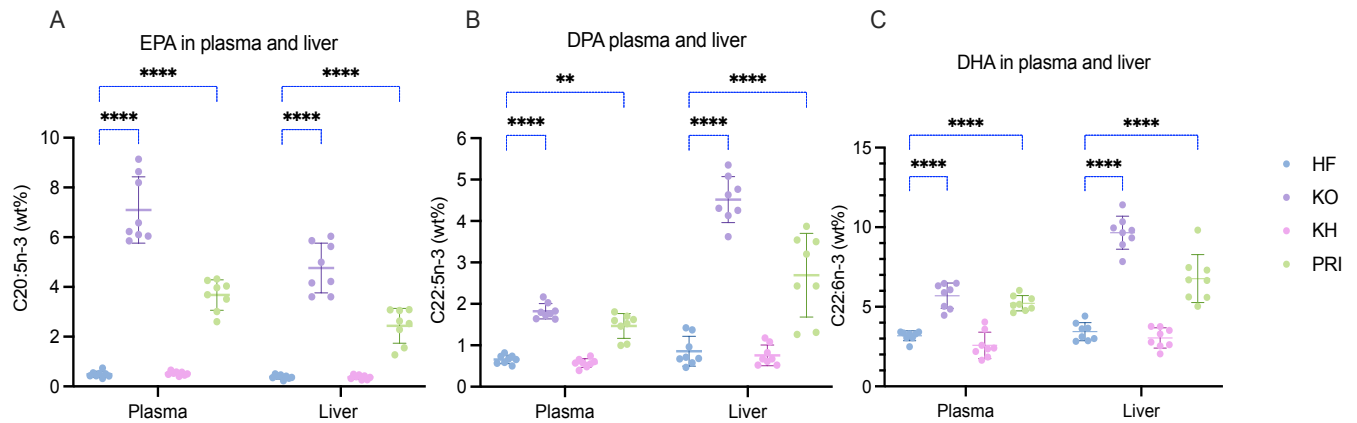 A
EPA in plasma and liver
****
****
****
****
C20:5n-3 (wt%)
10
8
6
4
2
0
Plasma
Liver
B
DPA plasma and liver
**
****
****
****
C22:5n-3 (wt%)
6
5
4
3
2
1
0
Plasma
Liver
C
DHA in plasma and liver
****
****
****
****
C22:6n-3 (wt%)
15
10
5
0
Plasma
Liver
HF
KO
KH
PRI